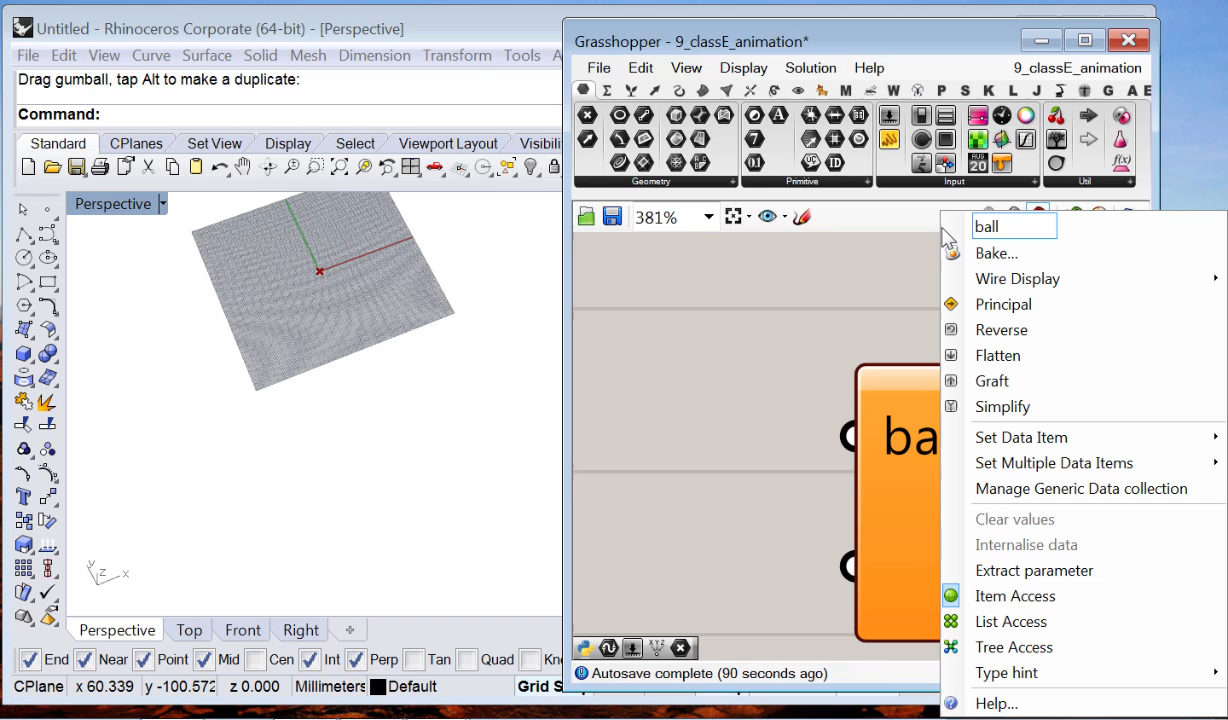 Untitled - Rhinoceros Corporate (64-bit) - [Perspective]
File Edit View Curve Surface Solid Mesh Dimension Transform Tools A
Drag gumball, tap Alt to make a duplicate:
Command:
Standard CPlanes Set View Display Select Viewport Layout Visibili
Perspective
y z x
Perspective Top Front Right
End Near Point Mid Cen Int Perp Tan Quad Kn
CPlane x 60.339 y -100.572 z 0.000 Millimeters Default Grid S
Grasshopper - 9_classE_animation*
File Edit View Display Solution Help 9_classE_animation
M W P S K L J G A E
Geometry Primitive Input Util
381%
ba
Autosave complete (90 seconds ago)
ball
Bake...
Wire Display
Principal
Reverse
Flatten
Graft
Simplify
Set Data Item
Set Multiple Data Items
Manage Generic Data collection
Clear values
Internalise data
Extract parameter
Item Access
List Access
Tree Access
Type hint
Help...